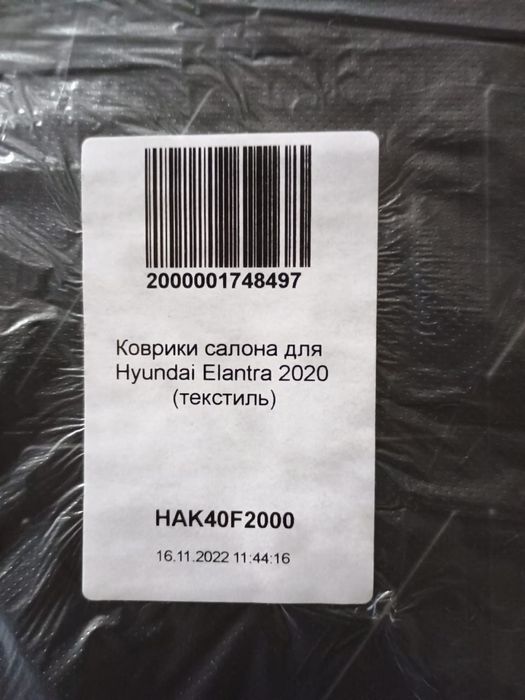 2000001748497
Коврики салона для
Hyundai Elantra 2020
(текстиль)
HAK40F2000
16.11.2022 11:44:16